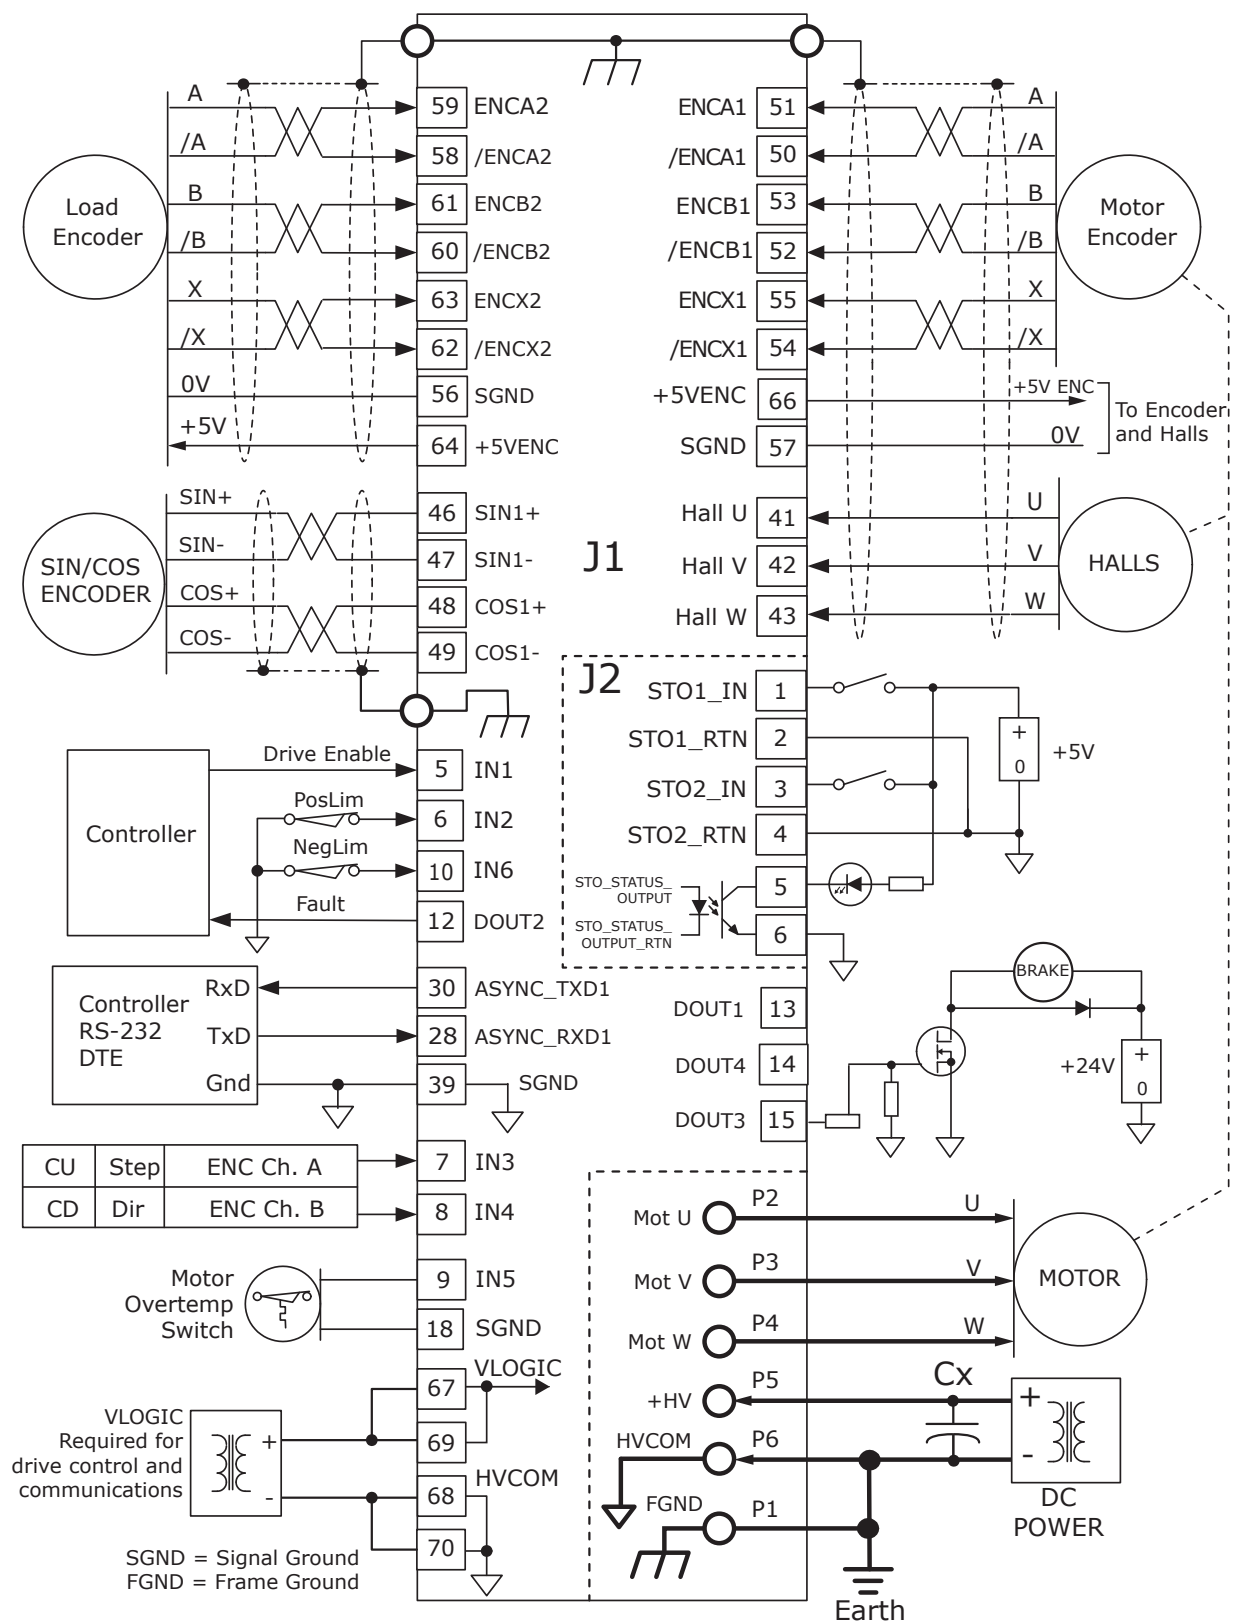 A
59 ENCA2
/A
58 /ENCA2
B
61 ENCB2
/B
60 /ENCB2
X
63 ENCX2
/X
62 /ENCX2
0V
56 SGND
+5V
64 +5VENC
Load
Encoder
ENCA1 51
A
/ENCA1 50
/A
ENCB1 53
B
/ENCB1 52
/B
ENCX1 55
X
/ENCX1 54
/X
+5VENC 66
+5V ENC
SGND 57
0V
To Encoder
and Halls
Motor
Encoder
SIN+
46 SIN1+
SIN-
47 SIN1-
COS+
48 COS1+
COS-
49 COS1-
SIN/COS
ENCODER
J1
Hall U 41
U
Hall V 42
V
Hall W 43
W
HALLS
J2
STO1_IN 1
STO1_RTN 2
STO2_IN 3
STO2_RTN 4
+
0
+5V
STO_STATUS_
OUTPUT
5
STO_STATUS_
OUTPUT_RTN
6
Controller
Drive Enable
5 IN1
PosLim
6 IN2
NegLim
10 IN6
Fault
12 DOUT2
Controller
RS-232
DTE
RxD
30 ASYNC_TXD1
TxD
28 ASYNC_RXD1
Gnd
39 SGND
DOUT1 13
DOUT4 14
DOUT3 15
BRAKE
+24V
+
0
CU Step ENC Ch. A
7 IN3
CD Dir ENC Ch. B
8 IN4
Motor
Overtemp
Switch
9 IN5
18 SGND
VLOGIC
67
69
HVCOM
68
70
VLOGIC
Required for
drive control and
communications
+
-
SGND = Signal Ground
FGND = Frame Ground
Mot U P2 U
Mot V P3 V
Mot W P4 W
MOTOR
+HV P5
Cx
HVCOM P6
FGND P1
+
-
DC
POWER
Earth